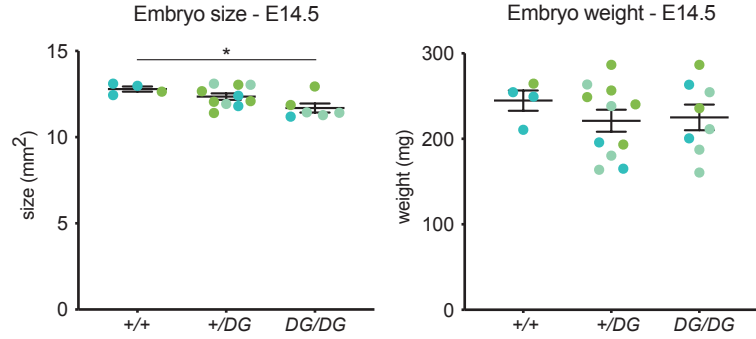 Embryo size - E14.5
15
10
5
0
size (mm2)
*
+/+
+/DG
DG/DG
Embryo weight - E14.5
300
200
100
0
weight (mg)
+/+
+/DG
DG/DG